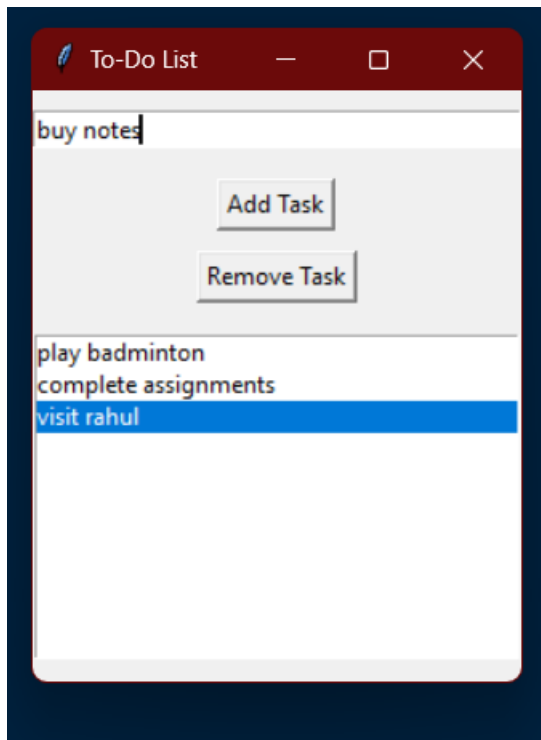 To-Do List
buy notes
Add Task
Remove Task
play badminton
complete assignments
visit rahul